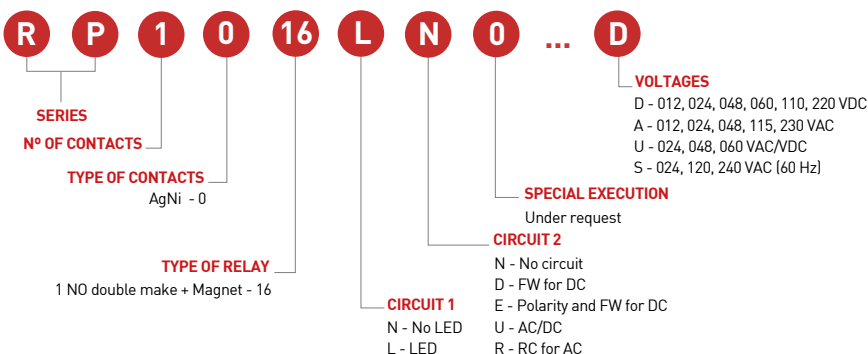 R P 1 0 16 L N 0 ... D
SERIES
Nº OF CONTACTS
TYPE OF CONTACTS
AgNi - 0
TYPE OF RELAY
1 NO double make + Magnet - 16
CIRCUIT 1
N - No LED
L - LED
CIRCUIT 2
N - No circuit
D - FW for DC
E - Polarity and FW for DC
U - AC/DC
R - RC for AC
SPECIAL EXECUTION
Under request
VOLTAGES
D - 012, 024, 048, 060, 110, 220 VDC
A - 012, 024, 048, 115, 230 VAC
U - 024, 048, 060 VAC/VDC
S - 024, 120, 240 VAC (60 Hz)